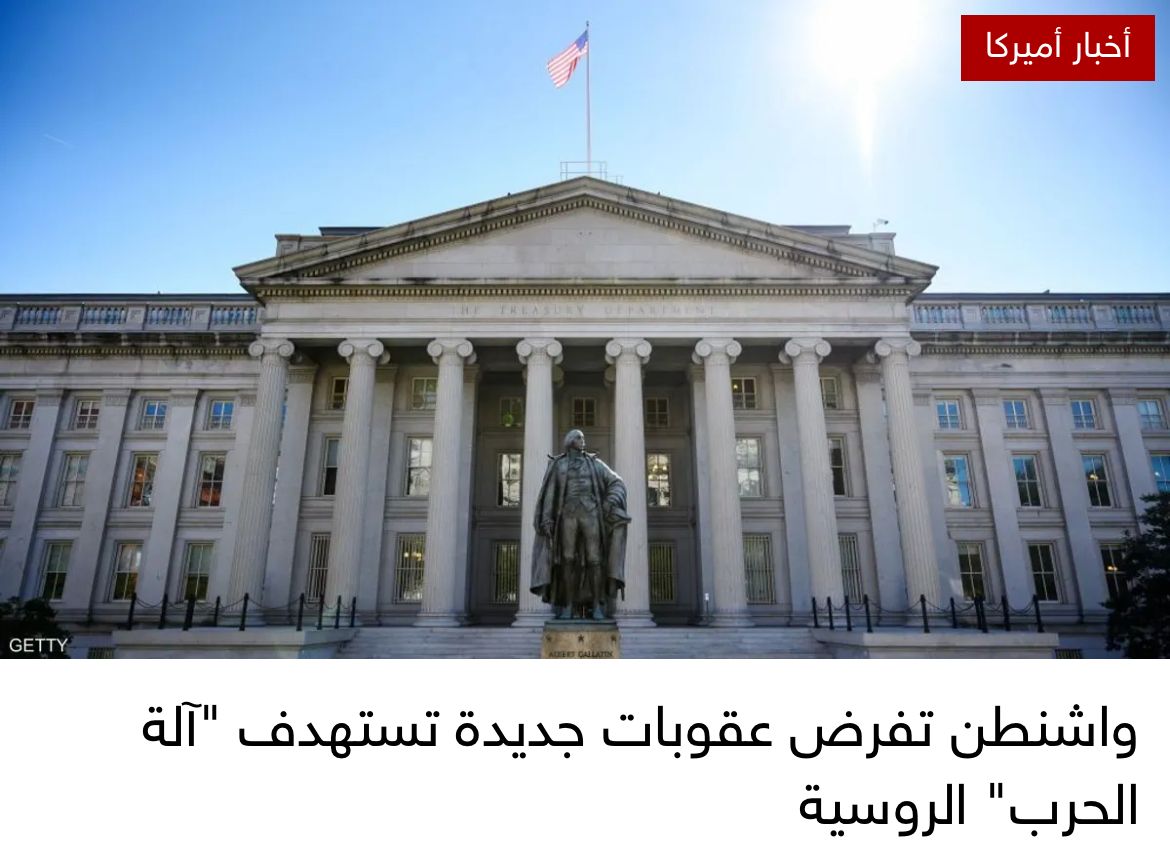 أخبار أميركا
THE TREASURY DEPARTMENT
ALBERT GALLATIN
GETTY
واشنطن تفرض عقوبات جديدة تستهدف "آلة
الحرب" الروسية